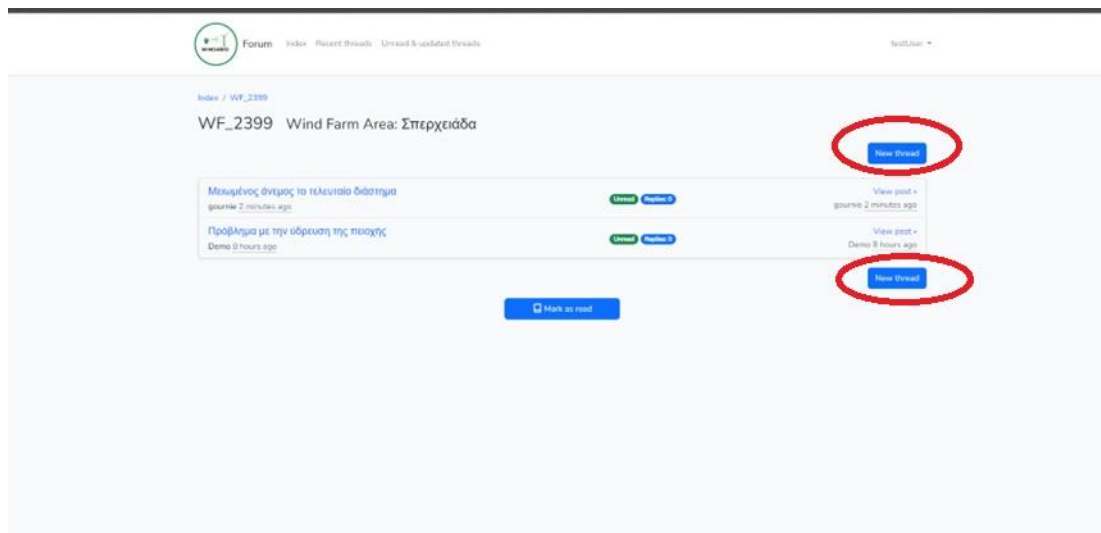 Forum Index Recent threads Unread & updated threads testUser
Index / WF_2399
WF_2399 Wind Farm Area: Σπερχειάδα
New thread
Μειωμένος άνεμος το τελευταίο διάστημα Unread Replies: 0 View post »
gournie 2 minutes ago gournie 2 minutes ago
Πρόβλημα με την ύδρευση της περιοχής Unread Replies: 0 View post »
Demo 8 hours ago Demo 8 hours ago
New thread
Mark as read